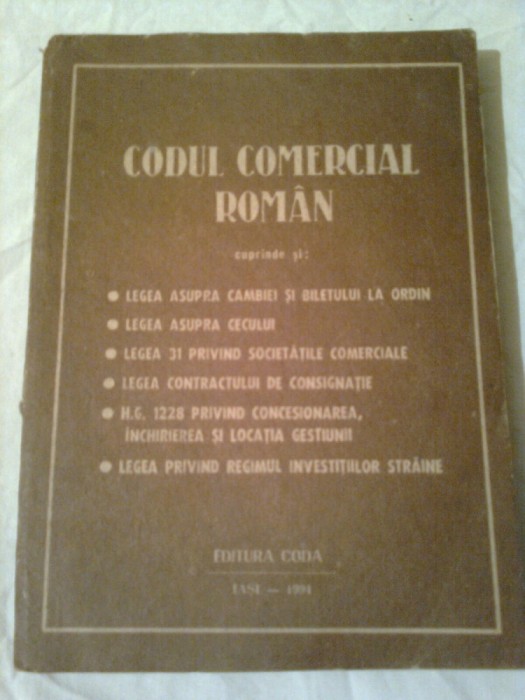 CODUL COMERCIAL
ROMÂN
cuprinde și:
● LEGEA ASUPRA CAMBIEI ȘI BILETULUI LA ORDIN
● LEGEA ASUPRA CECULUI
● LEGEA 31 PRIVIND SOCIETĂȚILE COMERCIALE
● LEGEA CONTRACTULUI DE CONSIGNAȚIE
● H.G. 1228 PRIVIND CONCESIONAREA,
ÎNCHIRIEREA ȘI LOCAȚIA GESTIUNII
● LEGEA PRIVIND REGIMUL INVESTIȚIILOR STRĂINE
EDITURA CODA
IAȘI — 1991